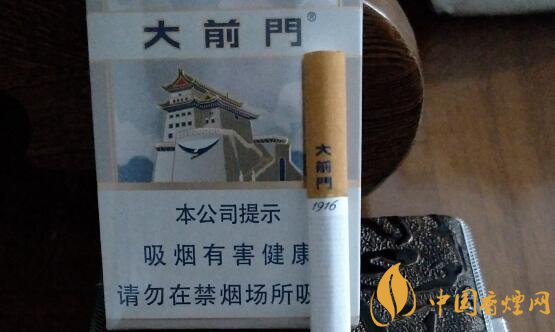 大前門®
本公司提示
吸烟有害健康
请勿在禁烟场所吸
大前門
1916
中国香烟网